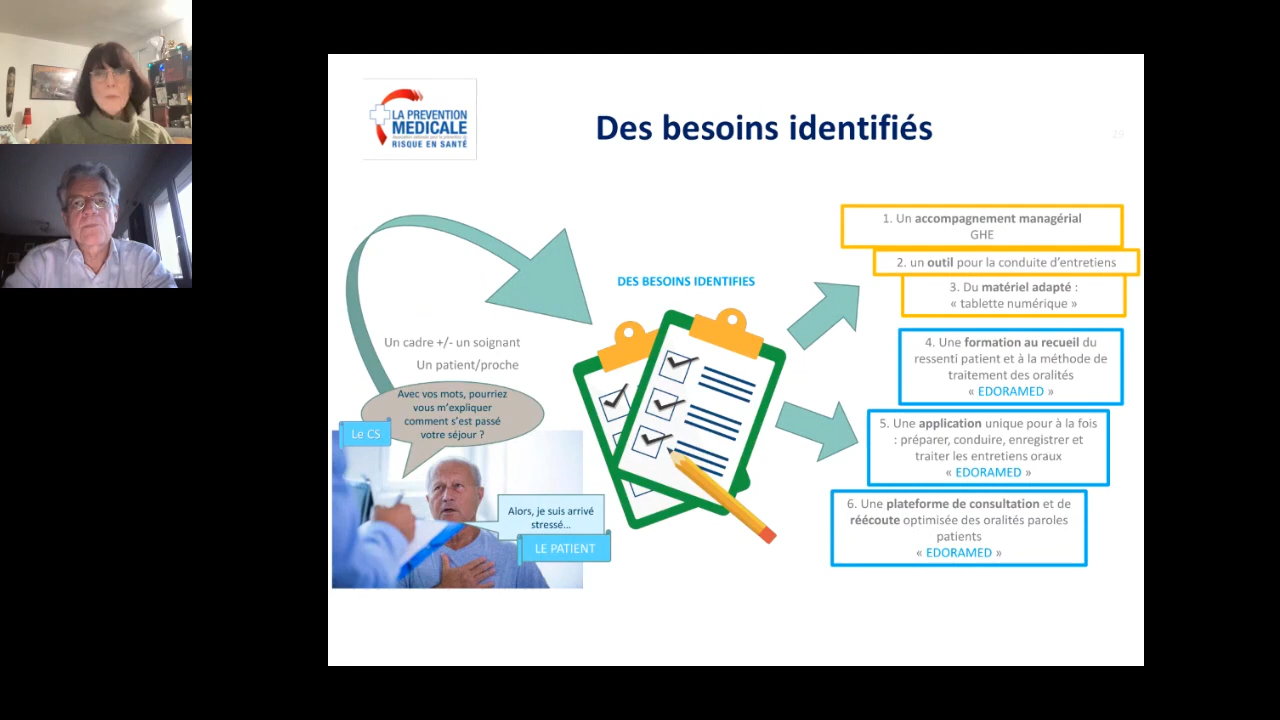 LA PREVENTION
MEDICALE
RISQUE EN SANTÉ
Des besoins identifiés
29
1. Un accompagnement managérial
GHE
2. un outil pour la conduite d'entretiens
3. Du matériel adapté :
« tablette numérique »
DES BESOINS IDENTIFIES
4. Une formation au recueil du
ressenti patient et à la méthode de
traitement des oralités
« EDORAMED »
5. Une application unique pour à la fois
: préparer, conduire, enregistrer et
traiter les entretiens oraux
« EDORAMED »
6. Une plateforme de consultation et de
réécoute optimisée des oralités paroles
patients
« EDORAMED »
Un cadre +/- un soignant
Un patient/proche
Avec vos mots, pourriez
vous m'expliquer
comment s'est passé
votre séjour ?
Le CS
Alors, je suis arrivé
stressé...
LE PATIENT